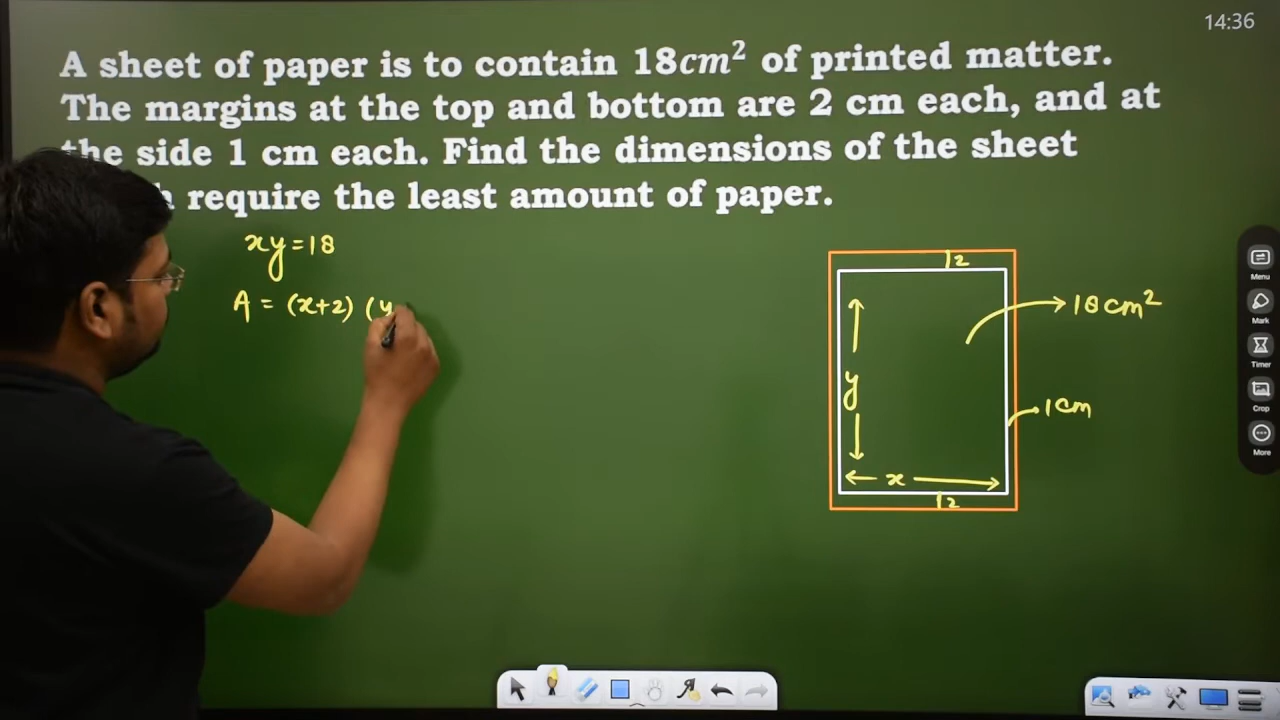 14:36
A sheet of paper is to contain 18cm² of printed matter.
The margins at the top and bottom are 2 cm each, and at
the side 1 cm each. Find the dimensions of the sheet
require the least amount of paper.
xy=18
A = (x+2) (y
2
18cm²
y
1cm
x
2
Menu
Mark
Timer
Crop
More